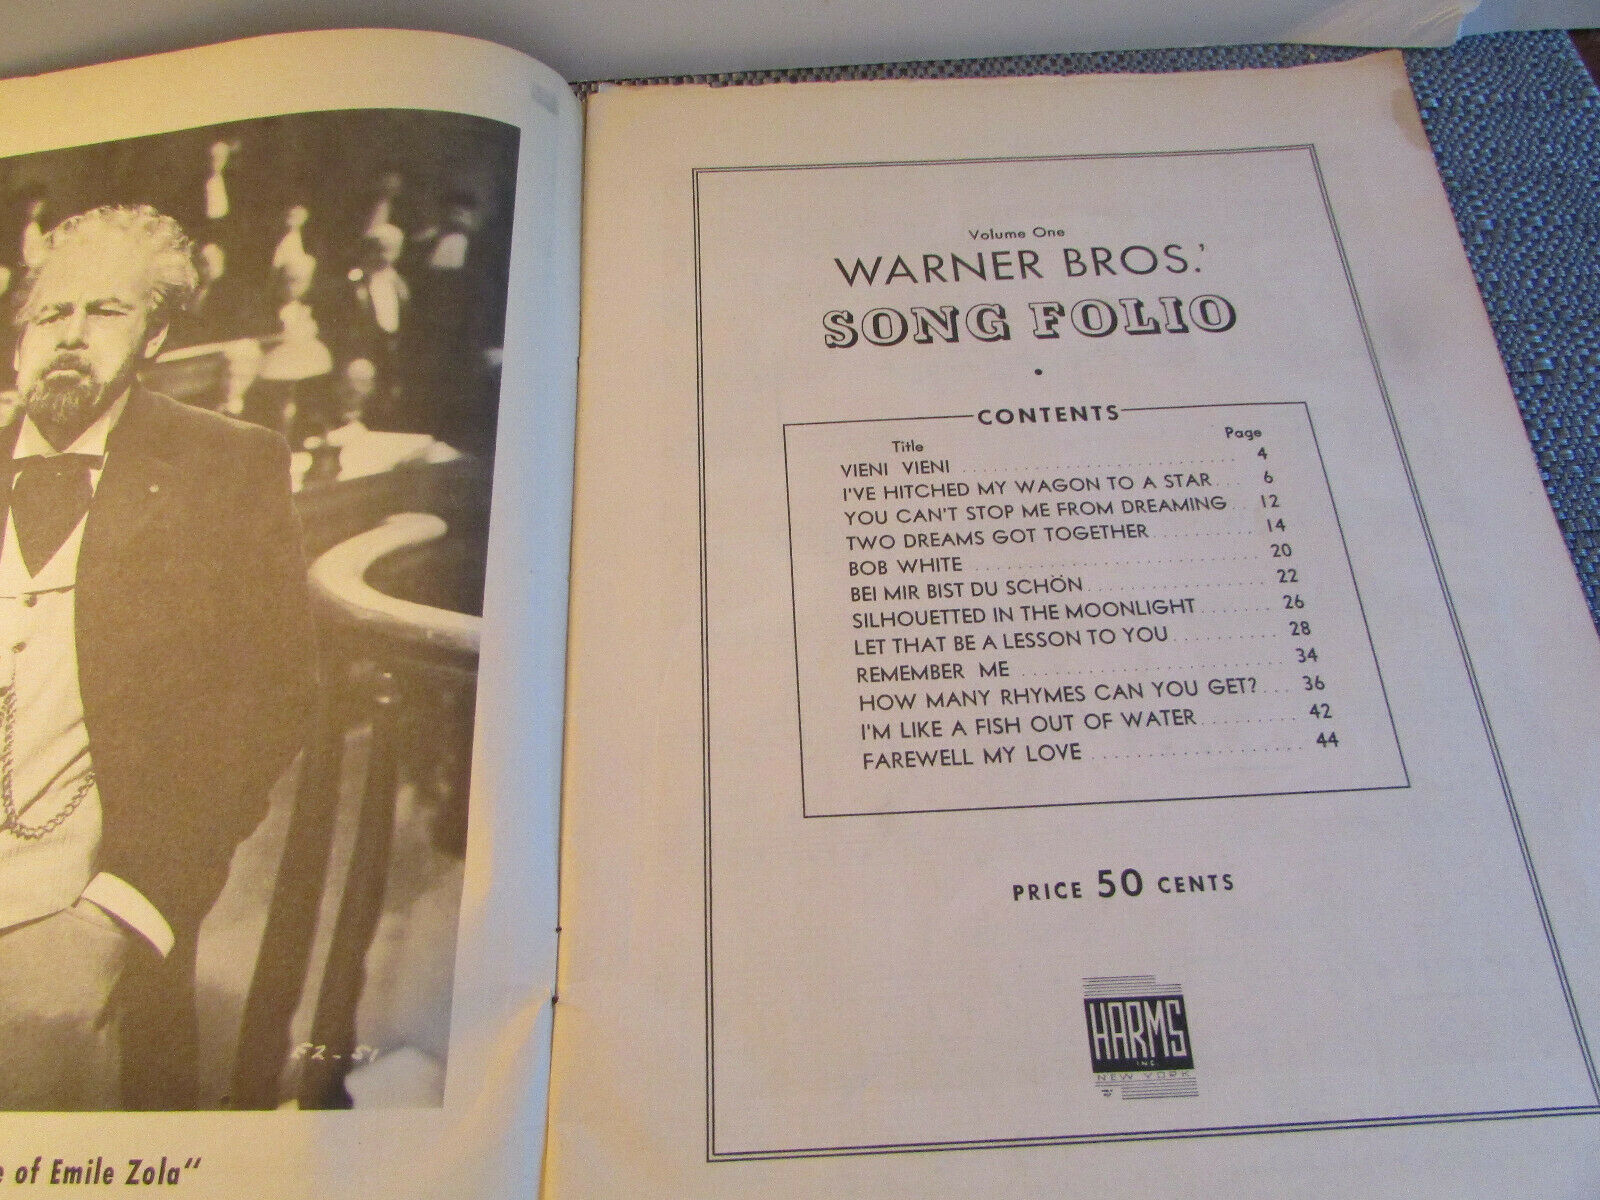 EZ-51
e of Emile Zola"
Volume One
WARNER BROS.'
SONG FOLIO
CONTENTS
Title Page
VIENI VIENI 4
I'VE HITCHED MY WAGON TO A STAR 6
YOU CAN'T STOP ME FROM DREAMING 12
TWO DREAMS GOT TOGETHER 14
BOB WHITE 20
BEI MIR BIST DU SCHÖN 22
SILHOUETTED IN THE MOONLIGHT 26
LET THAT BE A LESSON TO YOU 28
REMEMBER ME 34
HOW MANY RHYMES CAN YOU GET? 36
I'M LIKE A FISH OUT OF WATER 42
FAREWELL MY LOVE 44
PRICE 50 CENTS
HARMS
INC.
NEW YORK